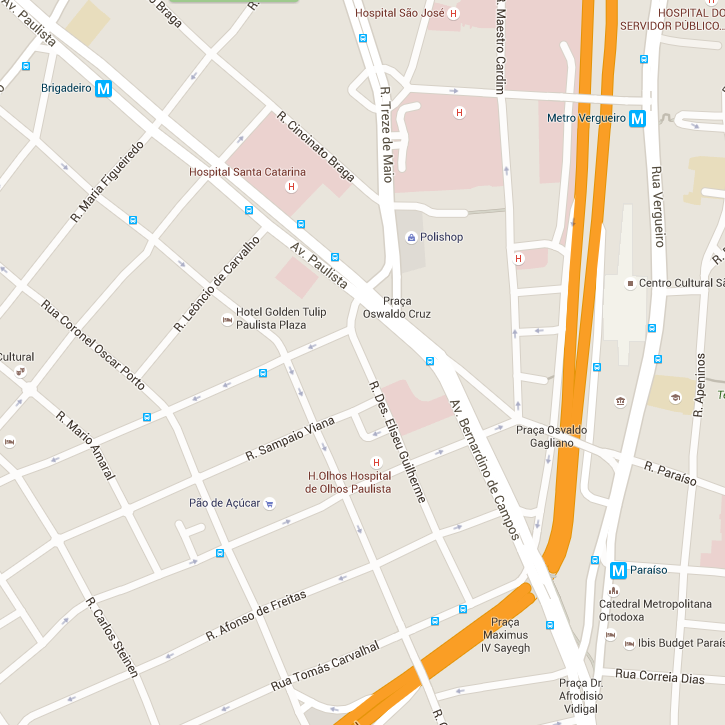 Hospital São José
HOSPITAL DO
SERVIDOR PÚBLICO...
Av. Paulista
Braga
R. Maestro Cardim
Brigadeiro
M
R. Treze de Maio
R. Cincinato Braga
Metro Vergueiro
M
R. Maria Figueiredo
Hospital Santa Catarina
H
Rua Vergueiro
R. Leôncio de Carvalho
Av. Paulista
Polishop
Centro Cultural Sã
Praça
Oswaldo Cruz
Hotel Golden Tulip
Paulista Plaza
Rua Coronel Oscar Porto
Cultural
R. Apeninos
R. Mario Amaral
R. Sampaio Viana
R. Des. Eliseu Guilherme
Av. Bernardino de Campos
Praça Osvaldo
Gagliano
R. Paraíso
H.Olhos Hospital
de Olhos Paulista
Pão de Açúcar
M
Paraíso
R. Carlos Steinen
R. Afonso de Freitas
Catedral Metropolitana
Ortodoxa
Praça
Maximus
IV Sayegh
Ibis Budget Paraís
Rua Tomás Carvalhal
Rua Correia Dias
Praça Dr.
Afrodisio
Vidigal